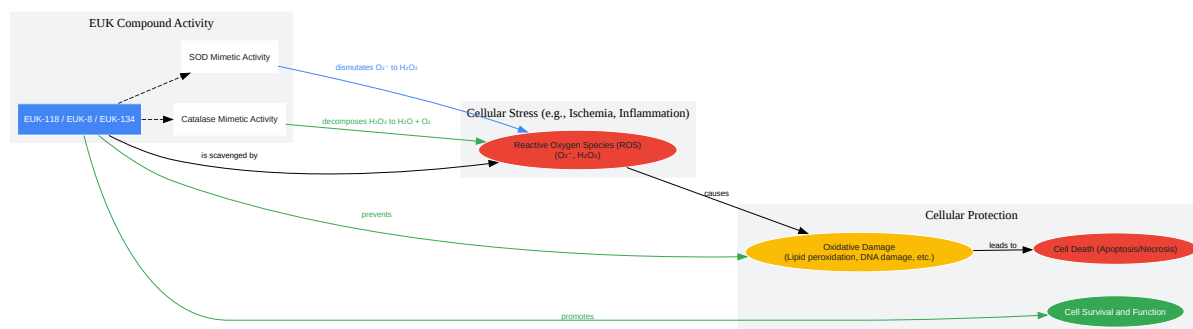 EUK Compound Activity
SOD Mimetic Activity
dismutates O₂⁻ to H₂O₂
EUK-118 / EUK-8 / EUK-134
Catalase Mimetic Activity
decomposes H₂O₂ to H₂O + O₂
Cellular Stress (e.g., Ischemia, Inflammation)
Reactive Oxygen Species (ROS)
(O₂⁻, H₂O₂)
is scavenged by
causes
prevents
Cellular Protection
Oxidative Damage
(Lipid peroxidation, DNA damage, etc.)
leads to
Cell Death (Apoptosis/Necrosis)
promotes
Cell Survival and Function